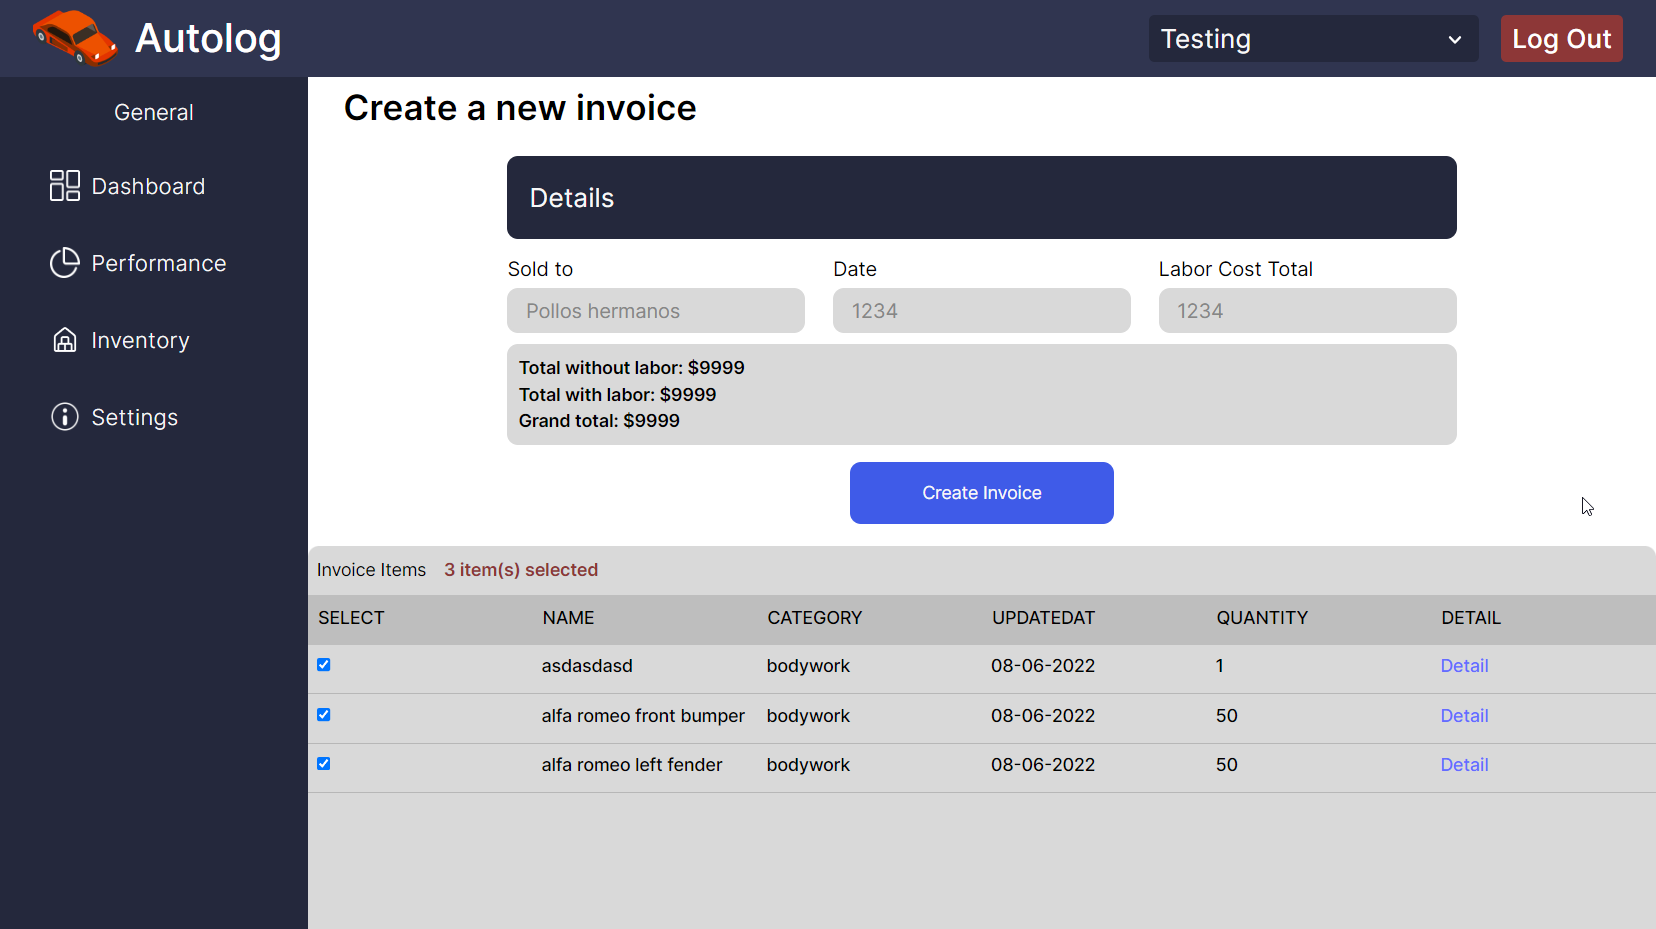 Autolog
Testing
Log Out
General
Dashboard
Performance
Inventory
Settings
Create a new invoice
Details
Sold to Date Labor Cost Total
Pollos hermanos 1234 1234
Total without labor: $9999
Total with labor: $9999
Grand total: $9999
Create Invoice
Invoice Items 3 item(s) selected
SELECT NAME CATEGORY UPDATEDAT QUANTITY DETAIL
asdasdasd bodywork 08-06-2022 1 Detail
alfa romeo front bumper bodywork 08-06-2022 50 Detail
alfa romeo left fender bodywork 08-06-2022 50 Detail